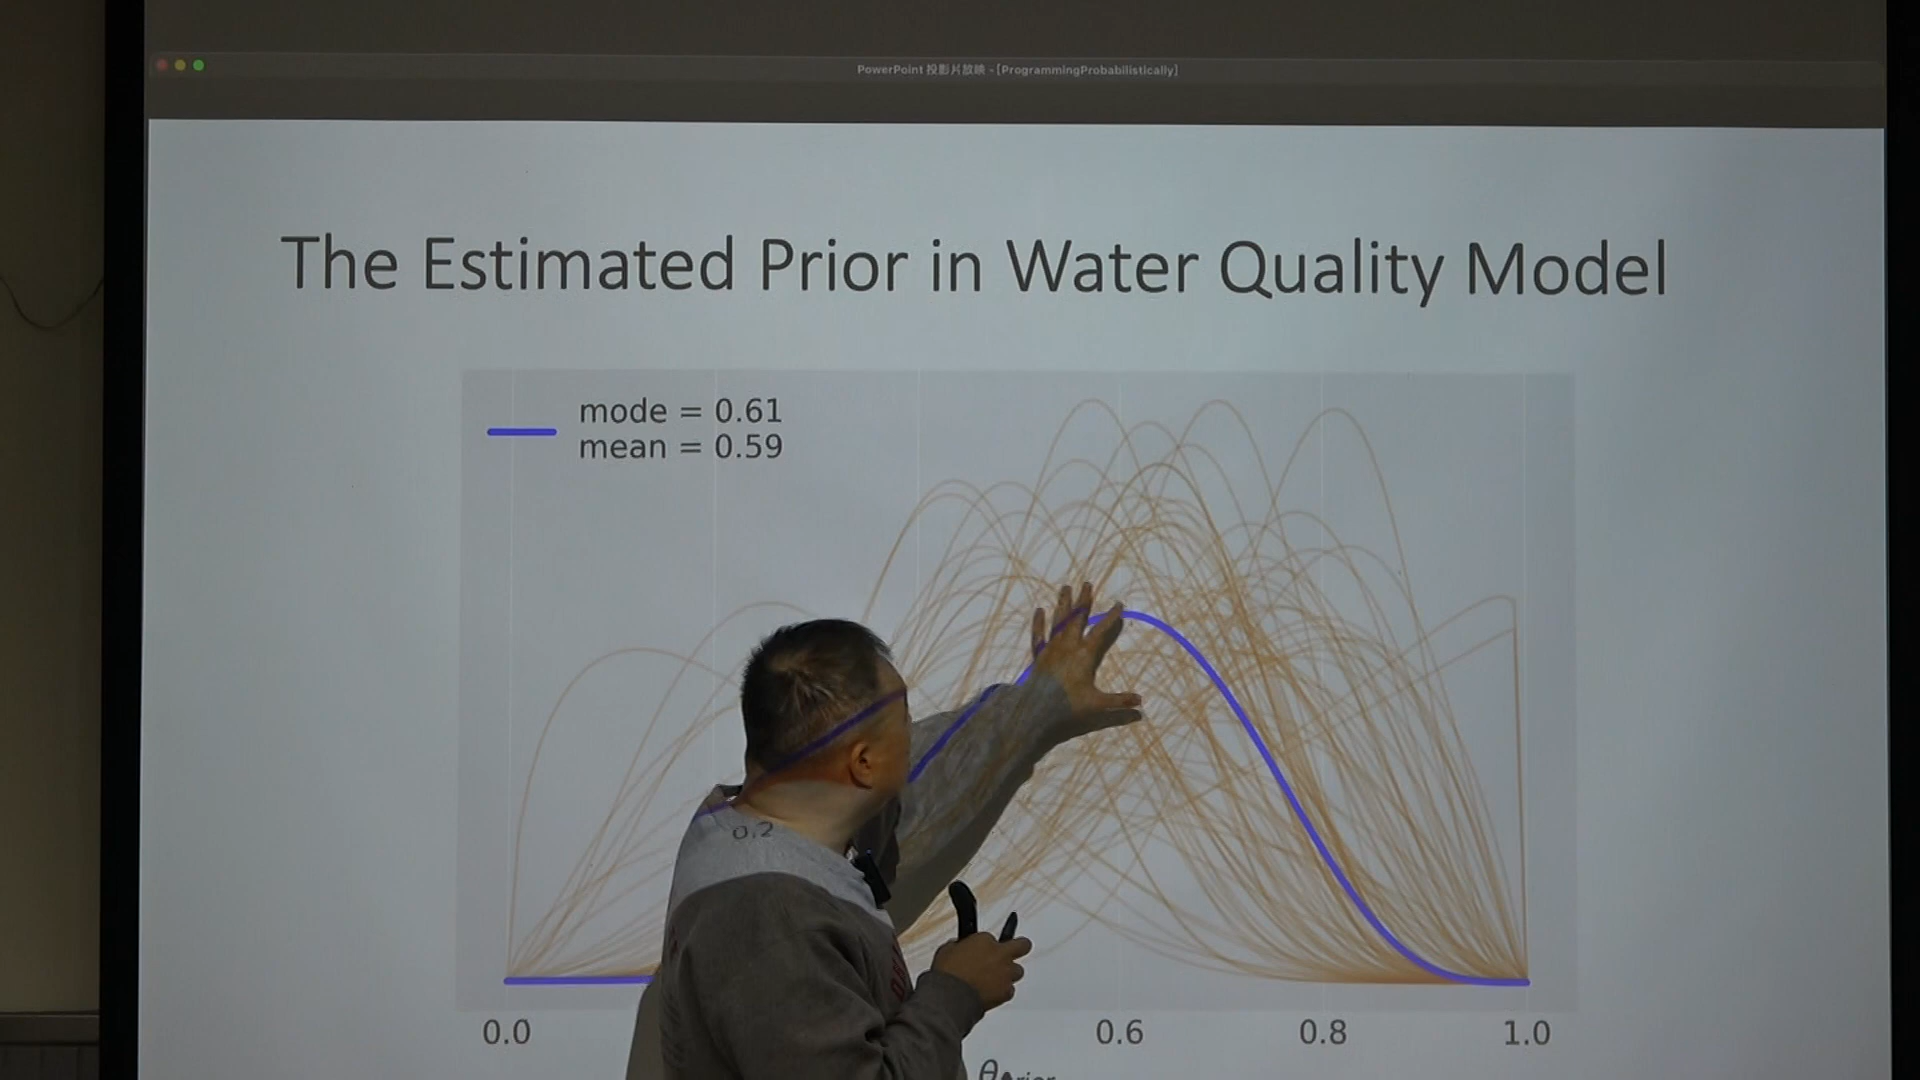 PowerPoint 投影片放映 - [ProgrammingProbabilistically]
The Estimated Prior in Water Quality Model
mode = 0.61
mean = 0.59
0.2
0.0 0.6 0.8 1.0